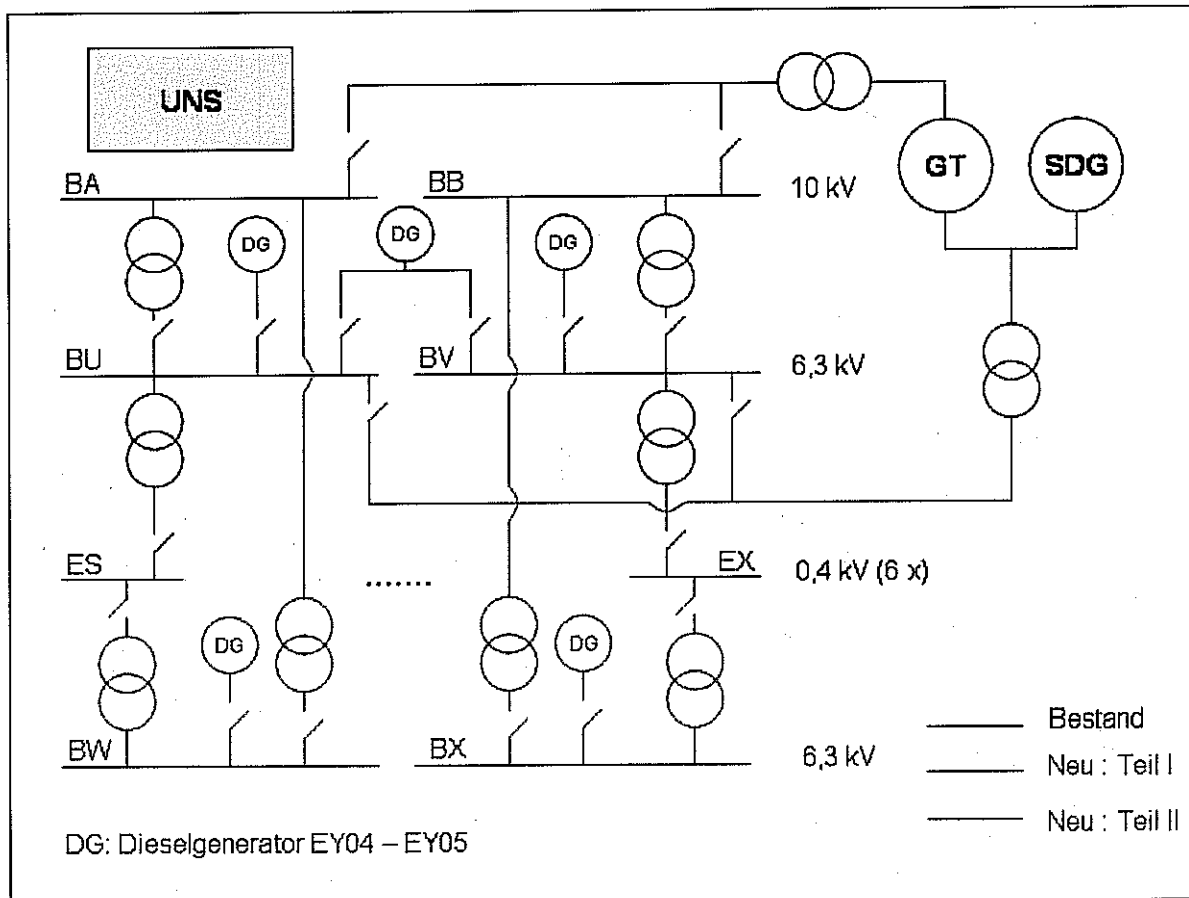 UNS
GT
SDG
BA
BB
10 kV
DG
DG
DG
BU
BV
6,3 kV
ES
.......
EX
0,4 kV (6 x)
DG
DG
BW
BX
6,3 kV
Bestand
Neu : Teil I
Neu : Teil II
DG: Dieselgenerator EY04 – EY05